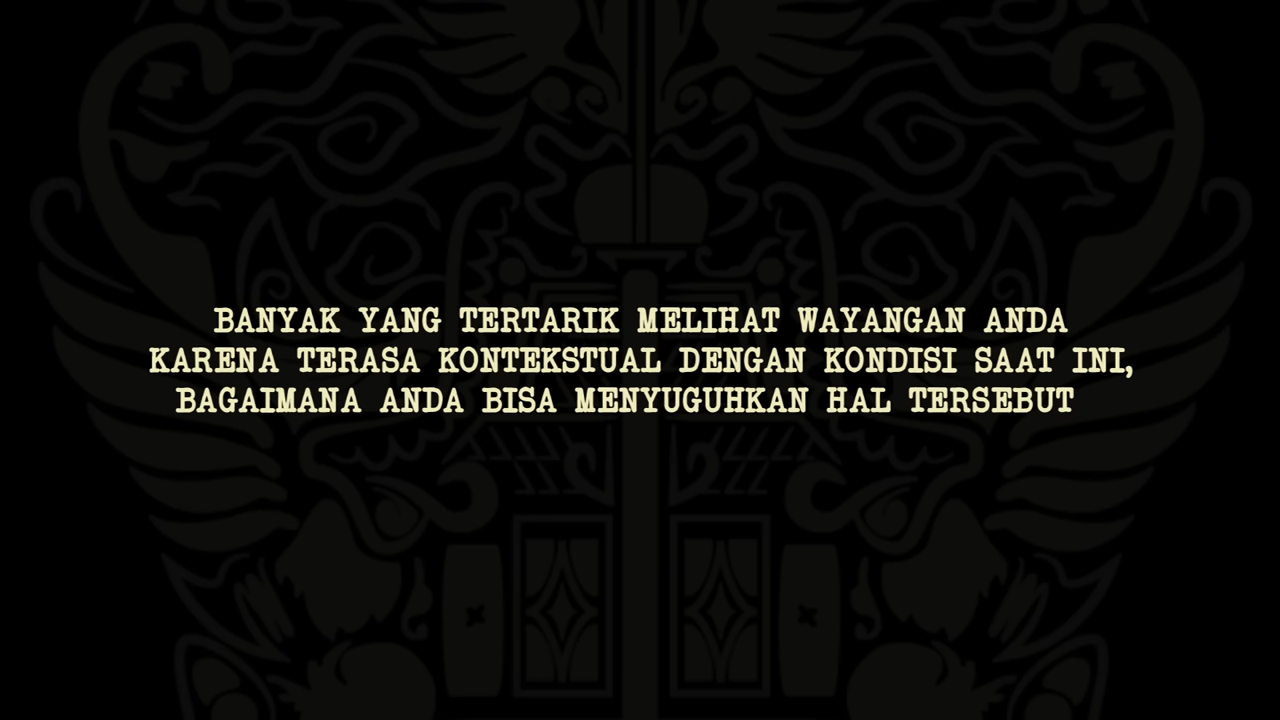 BANYAK YANG TERTARIK MELIHAT WAYANGAN ANDA
KARENA TERASA KONTEKSTUAL DENGAN KONDISI SAAT INI,
BAGAIMANA ANDA BISA MENYUGUHKAN HAL TERSEBUT